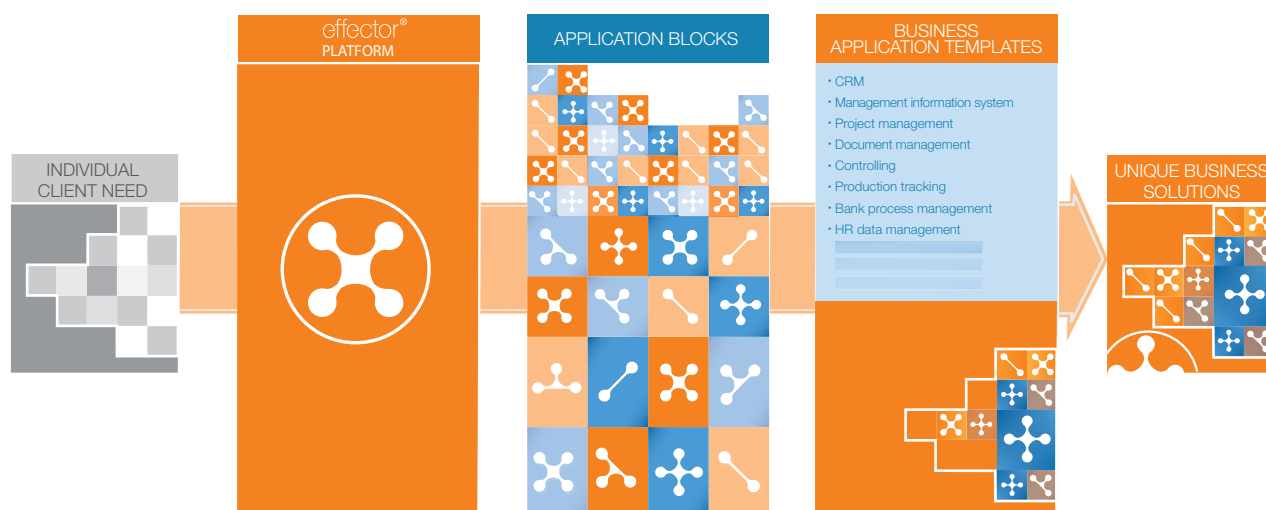 INDIVIDUAL
CLIENT NEED
effector®
PLATFORM
APPLICATION BLOCKS
BUSINESS
APPLICATION TEMPLATES
• CRM
• Management information system
• Project management
• Document management
• Controlling
• Production tracking
• Bank process management
• HR data management
UNIQUE BUSINESS
SOLUTIONS